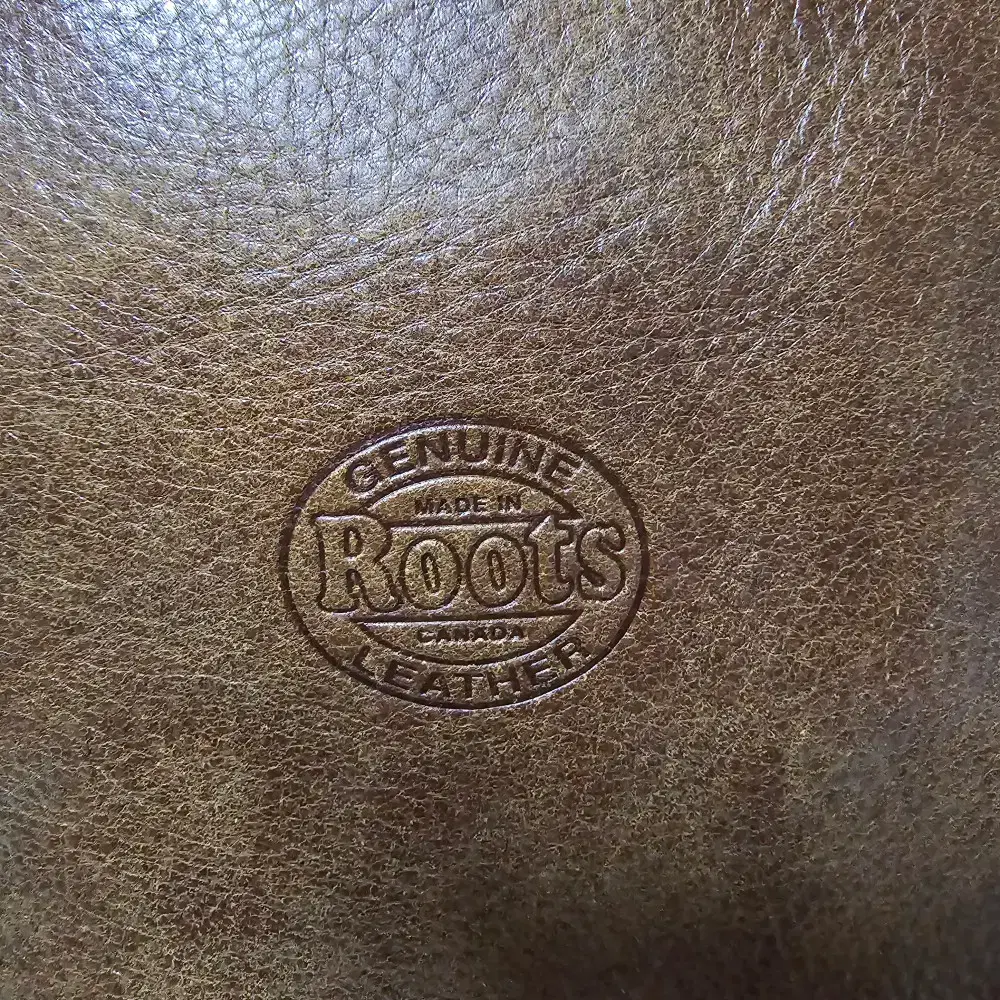 GENUINE
MADE IN
Roots
CANADA
LEATHER